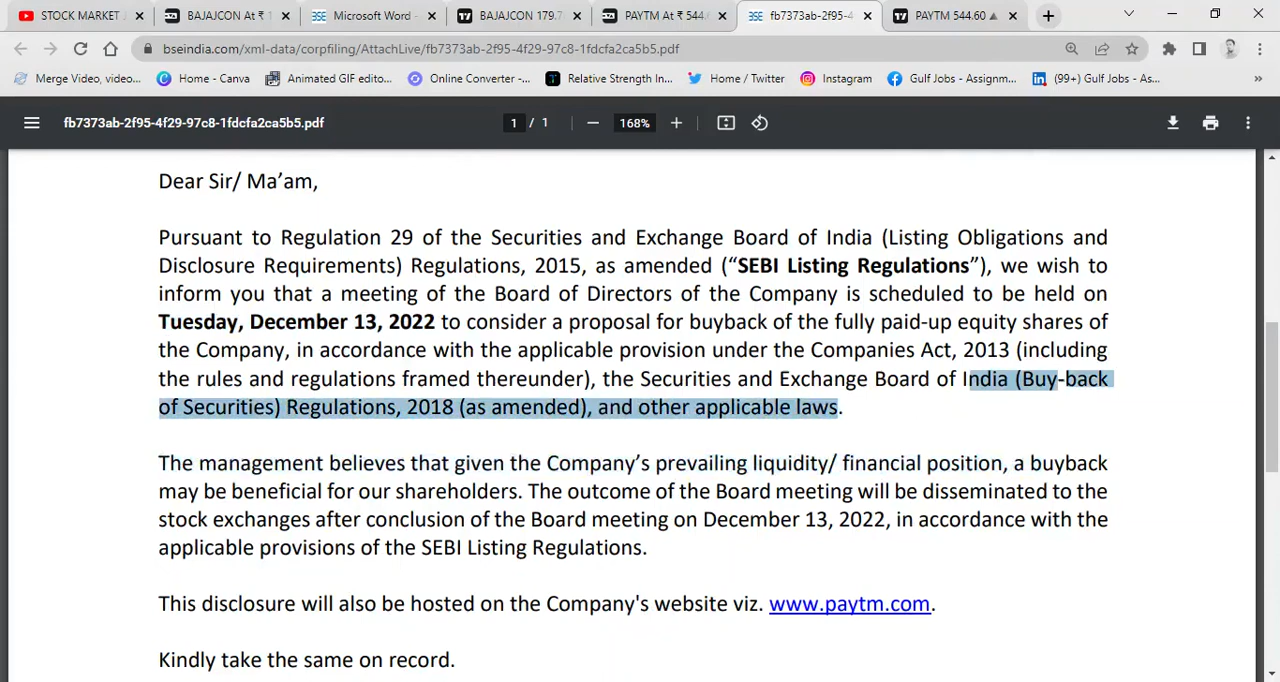 STOCK MARKET
BAJAJCON At ₹ 1
Microsoft Word -
BAJAJCON 179.7
PAYTM At ₹ 544.6
fb7373ab-2f95-4
PAYTM 544.60 ▲
bseindia.com/xml-data/corpfiling/AttachLive/fb7373ab-2f95-4f29-97c8-1fdcfa2ca5b5.pdf
Merge Video, video...
Home - Canva
Animated GIF edito...
Online Converter -...
Relative Strength In...
Home / Twitter
Instagram
Gulf Jobs - Assignm...
(99+) Gulf Jobs - As...
»
fb7373ab-2f95-4f29-97c8-1fdcfa2ca5b5.pdf
1 / 1
168%
Dear Sir/ Ma’am,
Pursuant to Regulation 29 of the Securities and Exchange Board of India (Listing Obligations and
Disclosure Requirements) Regulations, 2015, as amended (“SEBI Listing Regulations”), we wish to
inform you that a meeting of the Board of Directors of the Company is scheduled to be held on
Tuesday, December 13, 2022 to consider a proposal for buyback of the fully paid-up equity shares of
the Company, in accordance with the applicable provision under the Companies Act, 2013 (including
the rules and regulations framed thereunder), the Securities and Exchange Board of India (Buy-back
of Securities) Regulations, 2018 (as amended), and other applicable laws.
The management believes that given the Company’s prevailing liquidity/ financial position, a buyback
may be beneficial for our shareholders. The outcome of the Board meeting will be disseminated to the
stock exchanges after conclusion of the Board meeting on December 13, 2022, in accordance with the
applicable provisions of the SEBI Listing Regulations.
This disclosure will also be hosted on the Company's website viz. www.paytm.com.
Kindly take the same on record.